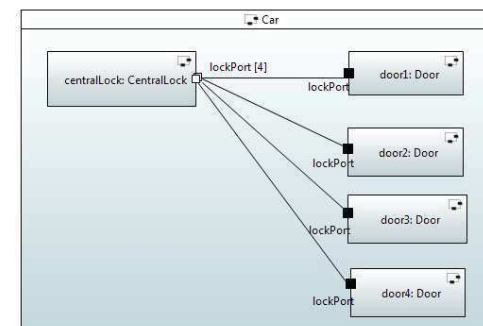 Car
centralLock: CentralLock
lockPort [4]
lockPort
door1: Door
lockPort
door2: Door
lockPort
door3: Door
lockPort
door4: Door